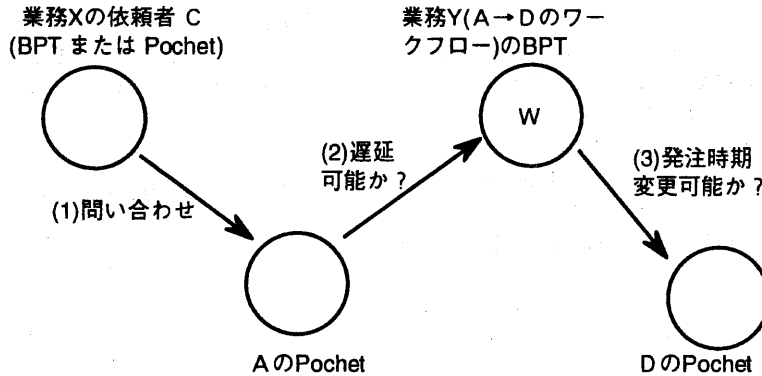 業務Xの依頼者 C
(BPT または Pochet)
業務Y(A→Dのワー
クフロー)のBPT
W
(1)問い合わせ
(2)遅延
可能か？
(3)発注時期
変更可能か？
AのPochet
DのPochet